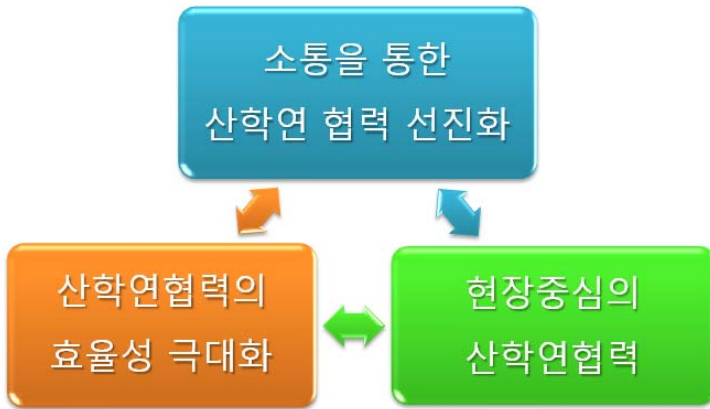 소통을 통한
산학연 협력 선진화
산학연협력의
효율성 극대화
현장중심의
산학연협력